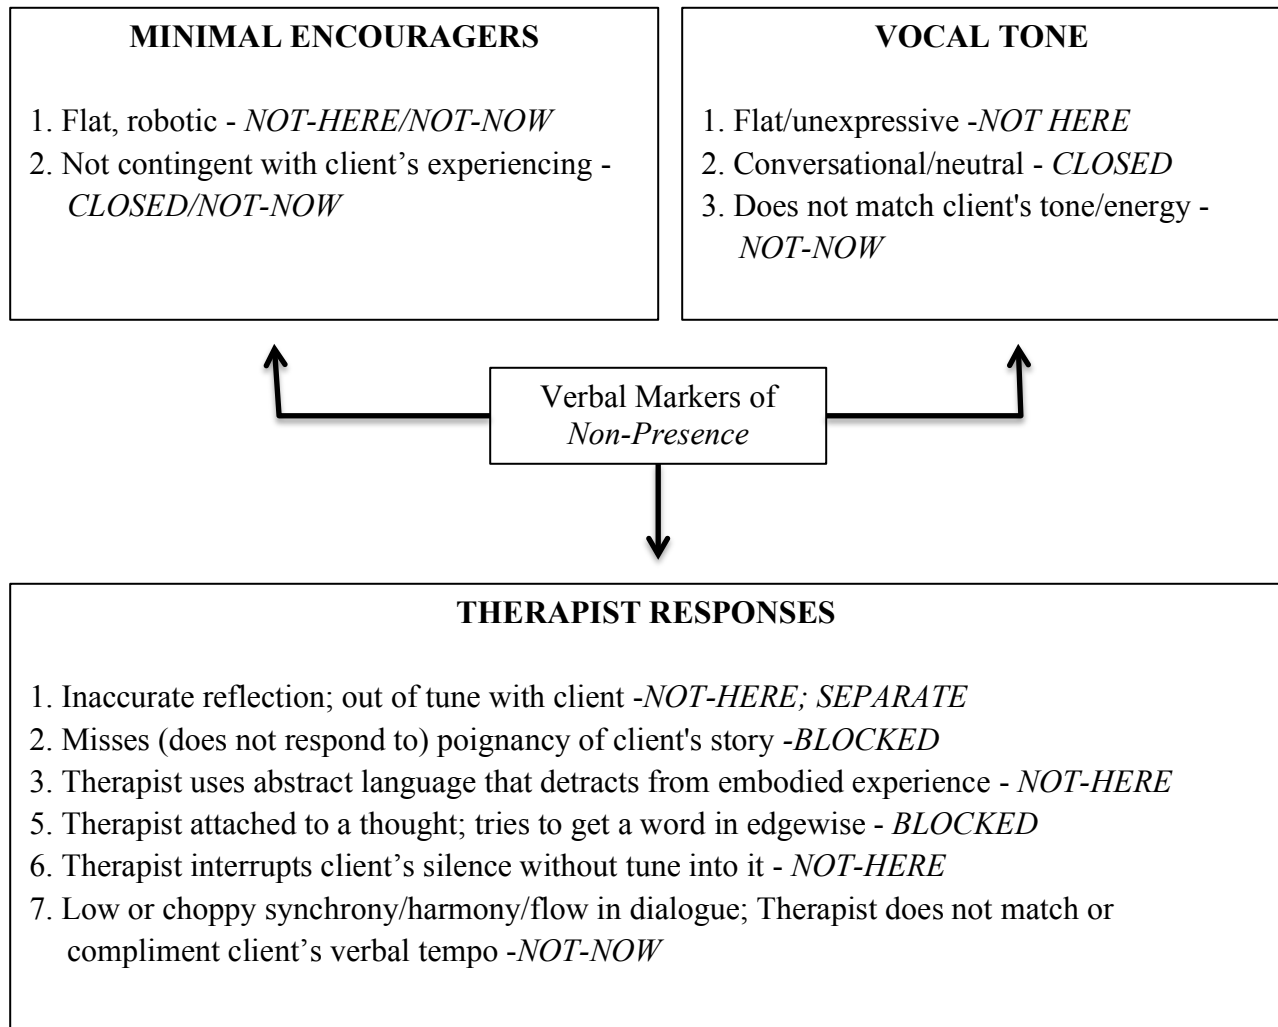 MINIMAL ENCOURAGERS
1. Flat, robotic - NOT-HERE/NOT-NOW
2. Not contingent with client’s experiencing -
CLOSED/NOT-NOW
VOCAL TONE
1. Flat/unexpressive -NOT HERE
2. Conversational/neutral - CLOSED
3. Does not match client's tone/energy -
NOT-NOW
Verbal Markers of
Non-Presence
THERAPIST RESPONSES
1. Inaccurate reflection; out of tune with client -NOT-HERE; SEPARATE
2. Misses (does not respond to) poignancy of client's story -BLOCKED
3. Therapist uses abstract language that detracts from embodied experience - NOT-HERE
5. Therapist attached to a thought; tries to get a word in edgewise - BLOCKED
6. Therapist interrupts client’s silence without tune into it - NOT-HERE
7. Low or choppy synchrony/harmony/flow in dialogue; Therapist does not match or
compliment client’s verbal tempo -NOT-NOW